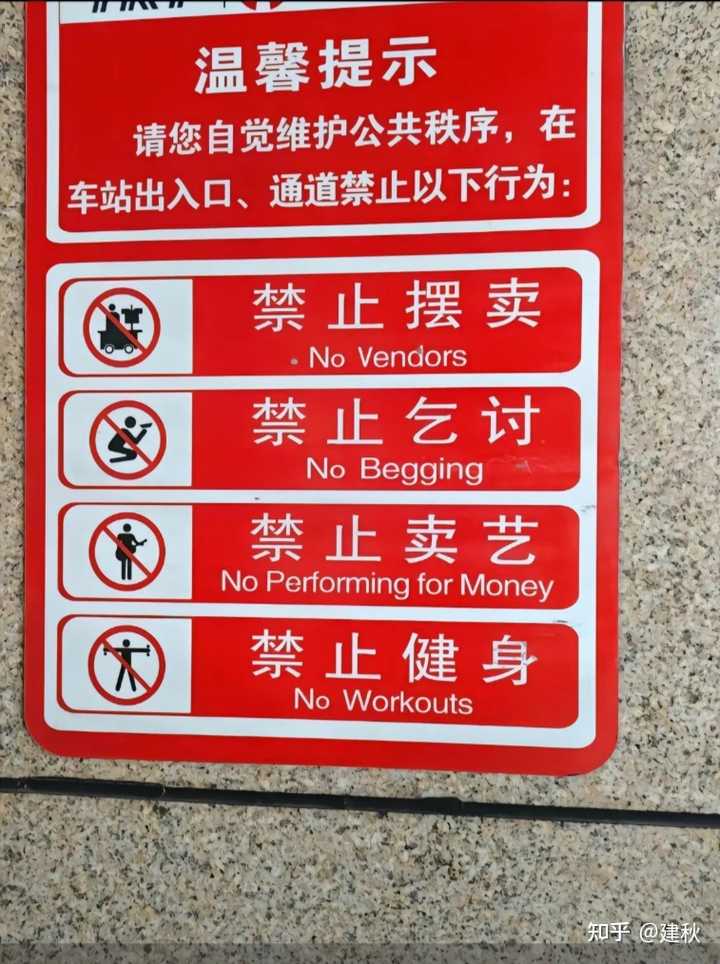 温馨提示
请您自觉维护公共秩序，在
车站出入口、通道禁止以下行为：
禁止摆卖
No Vendors
禁止乞讨
No Begging
禁止卖艺
No Performing for Money
禁止健身
No Workouts
知乎 @建秋